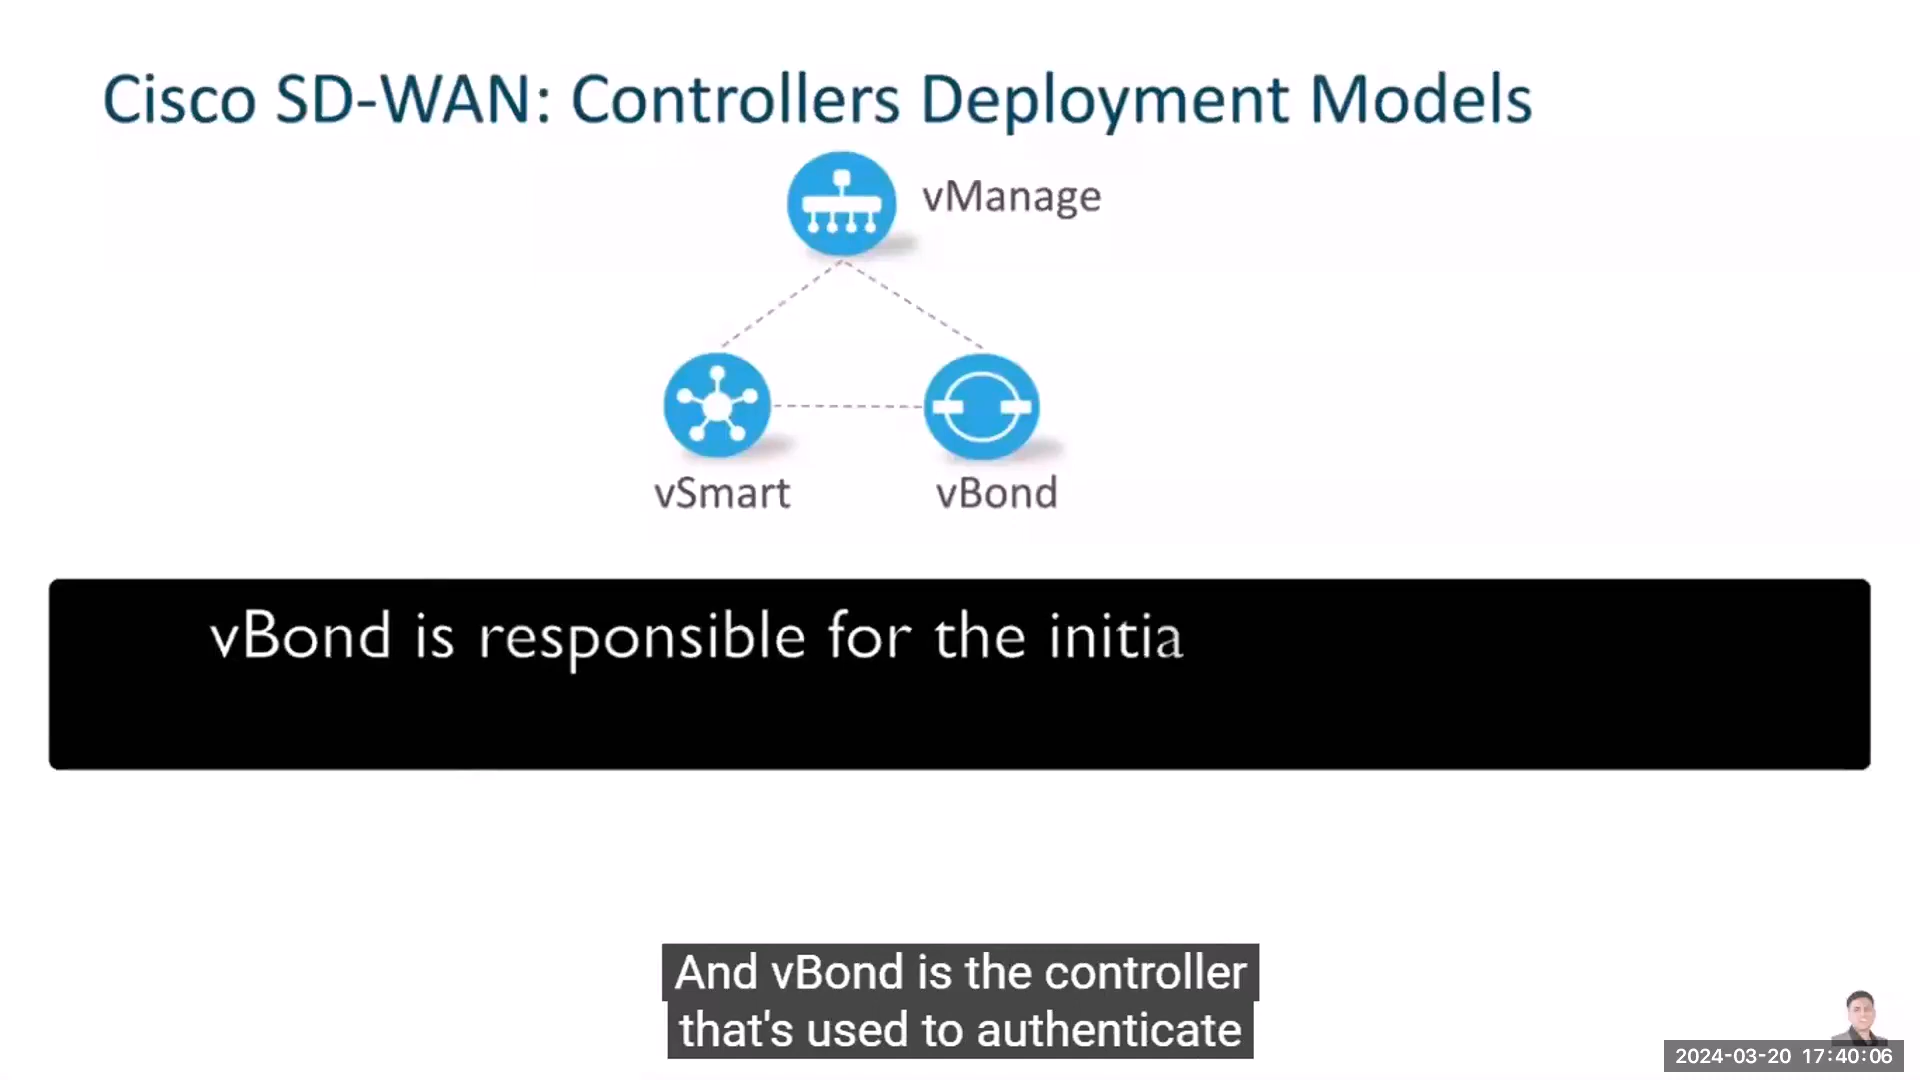 Cisco SD-WAN: Controllers Deployment Models
vManage
vSmart
vBond
vBond is responsible for the initia
And vBond is the controller
that's used to authenticate
2024-03-20 17:40:06